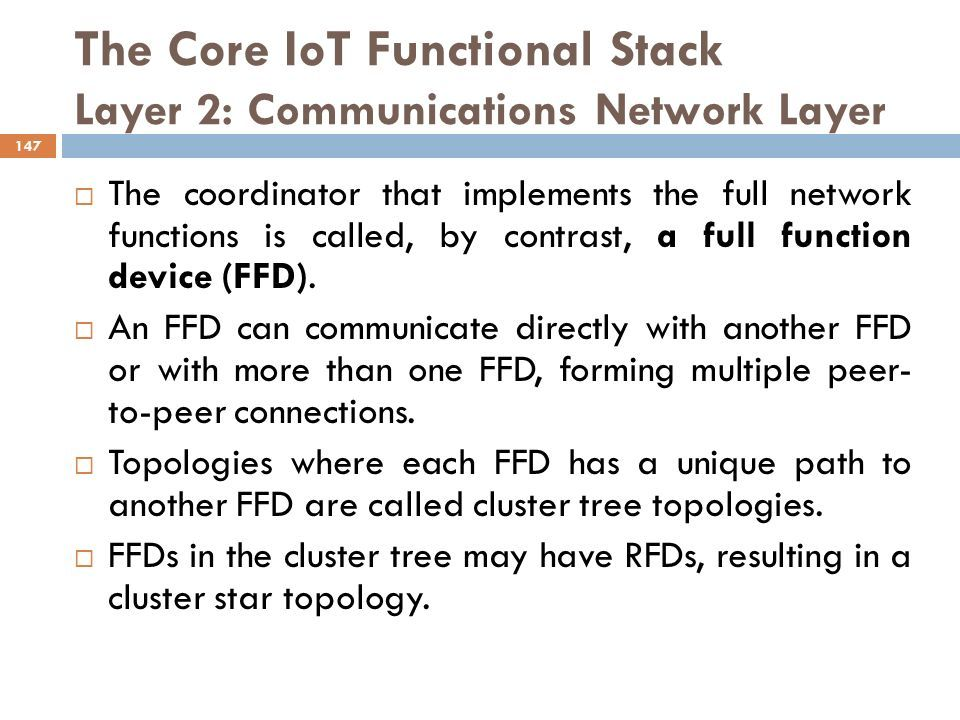 The Core IoT Functional Stack
Layer 2: Communications Network Layer
147
The coordinator that implements the full network
functions is called, by contrast, a full function
device (FFD).
An FFD can communicate directly with another FFD
or with more than one FFD, forming multiple peer-
to-peer connections.
Topologies where each FFD has a unique path to
another FFD are called cluster tree topologies.
FFDs in the cluster tree may have RFDs, resulting in a
cluster star topology.